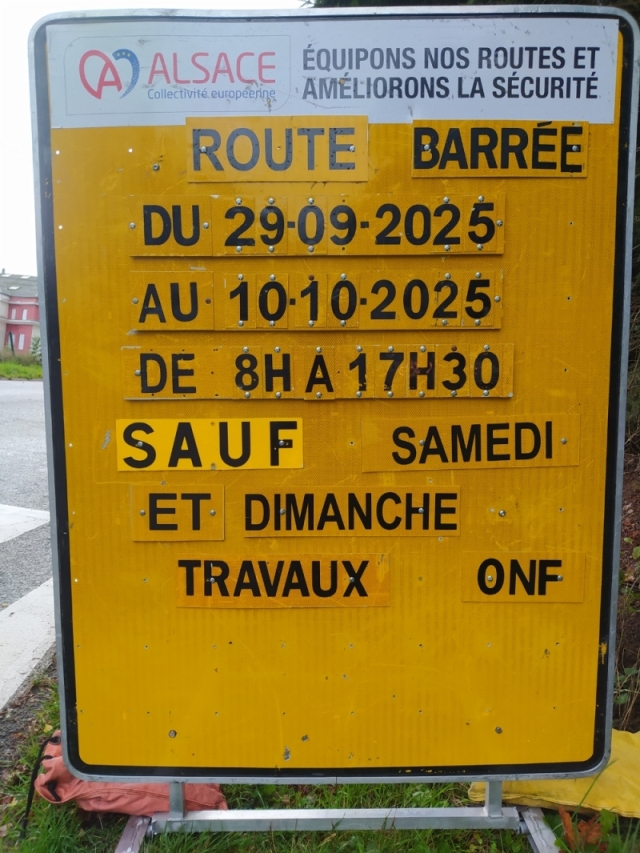 ALSACE
Collectivité européenne
ÉQUIPONS NOS ROUTES ET
AMÉLIORONS LA SÉCURITÉ
ROUTE BARRÉE
DU 29·09·2025
AU 10·10·2025
DE 8H A 17H30
SAUF SAMEDI
ET DIMANCHE
TRAVAUX ONF